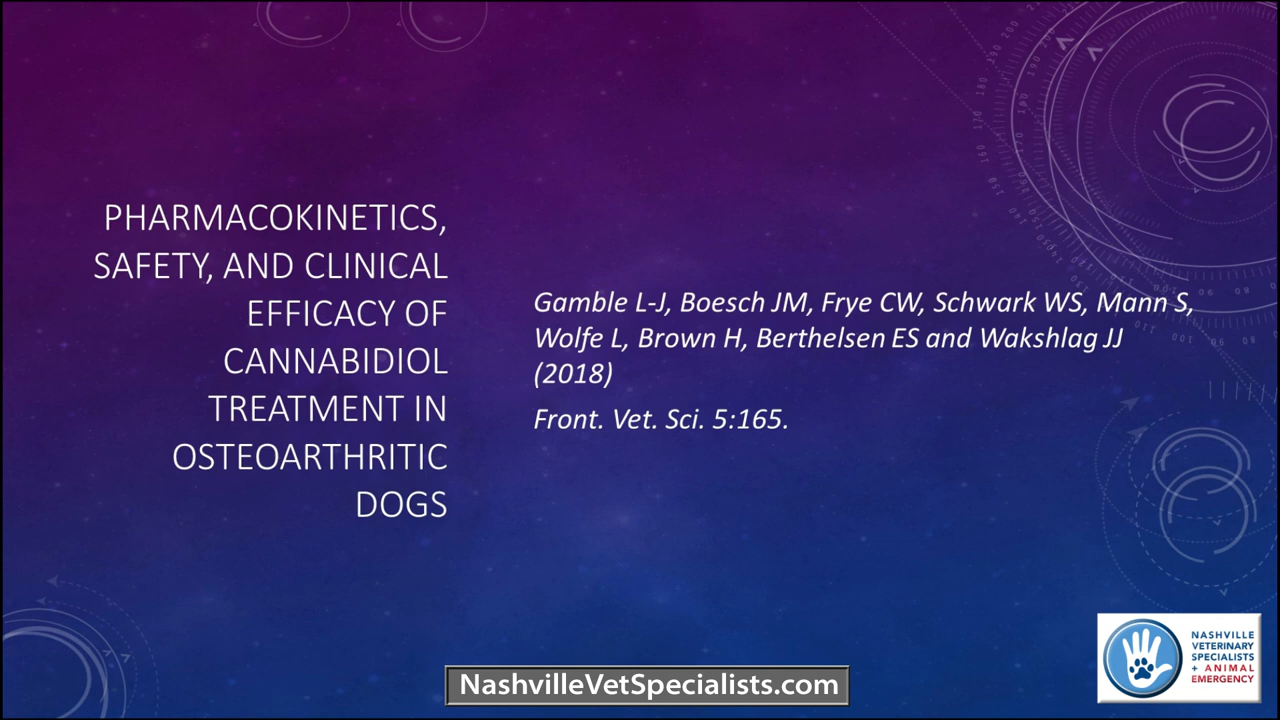 PHARMACOKINETICS,
SAFETY, AND CLINICAL
EFFICACY OF
CANNABIDIOL
TREATMENT IN
OSTEOARTHRITIC
DOGS
Gamble L-J, Boesch JM, Frye CW, Schwark WS, Mann S,
Wolfe L, Brown H, Berthelsen ES and Wakshlag JJ
(2018)
Front. Vet. Sci. 5:165.
NASHVILLE
VETERINARY
SPECIALISTS
+ ANIMAL
EMERGENCY
NashvilleVetSpecialists.com